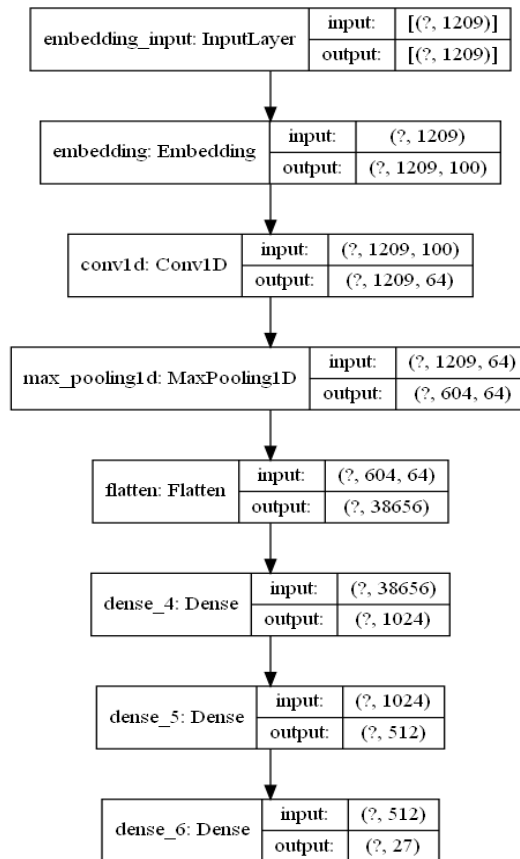 embedding_input: InputLayer
input: [(?, 1209)]
output: [(?, 1209)]
embedding: Embedding
input: (?, 1209)
output: (?, 1209, 100)
conv1d: Conv1D
input: (?, 1209, 100)
output: (?, 1209, 64)
max_pooling1d: MaxPooling1D
input: (?, 1209, 64)
output: (?, 604, 64)
flatten: Flatten
input: (?, 604, 64)
output: (?, 38656)
dense_4: Dense
input: (?, 38656)
output: (?, 1024)
dense_5: Dense
input: (?, 1024)
output: (?, 512)
dense_6: Dense
input: (?, 512)
output: (?, 27)